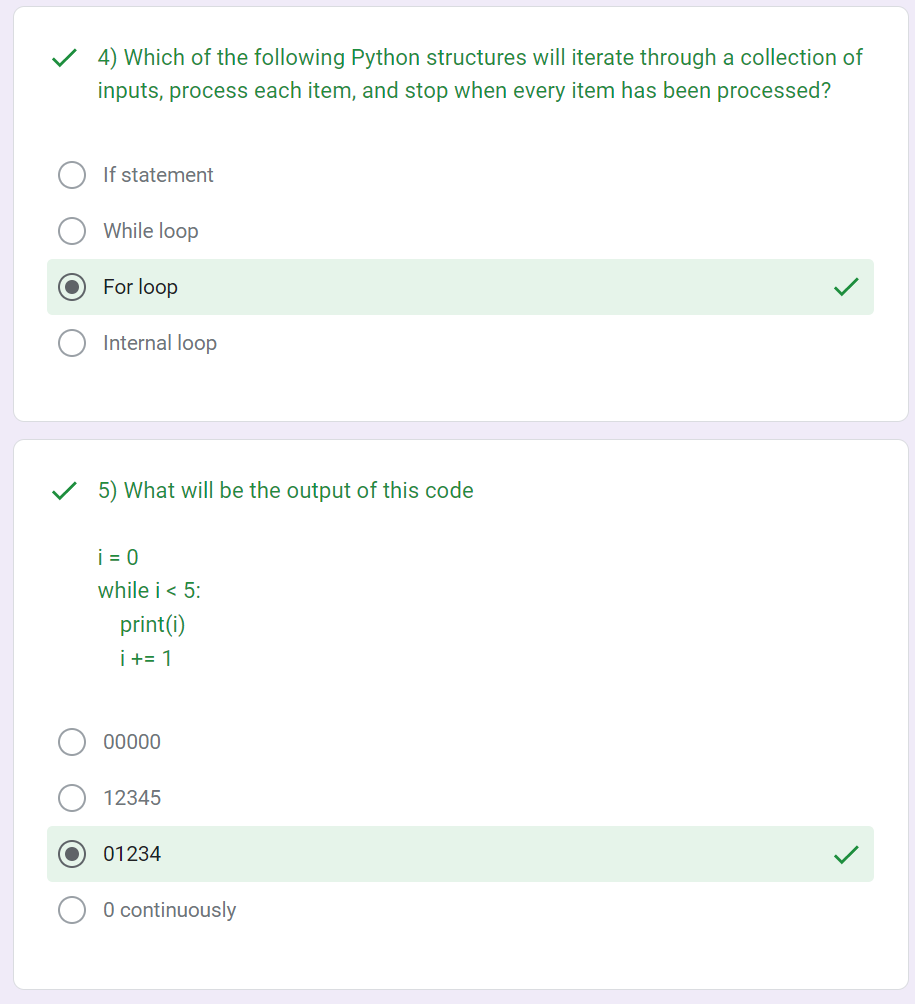 4) Which of the following Python structures will iterate through a collection of
inputs, process each item, and stop when every item has been processed?
If statement
While loop
For loop
Internal loop
5) What will be the output of this code
i = 0
while i < 5:
print(i)
i += 1
00000
12345
01234
0 continuously